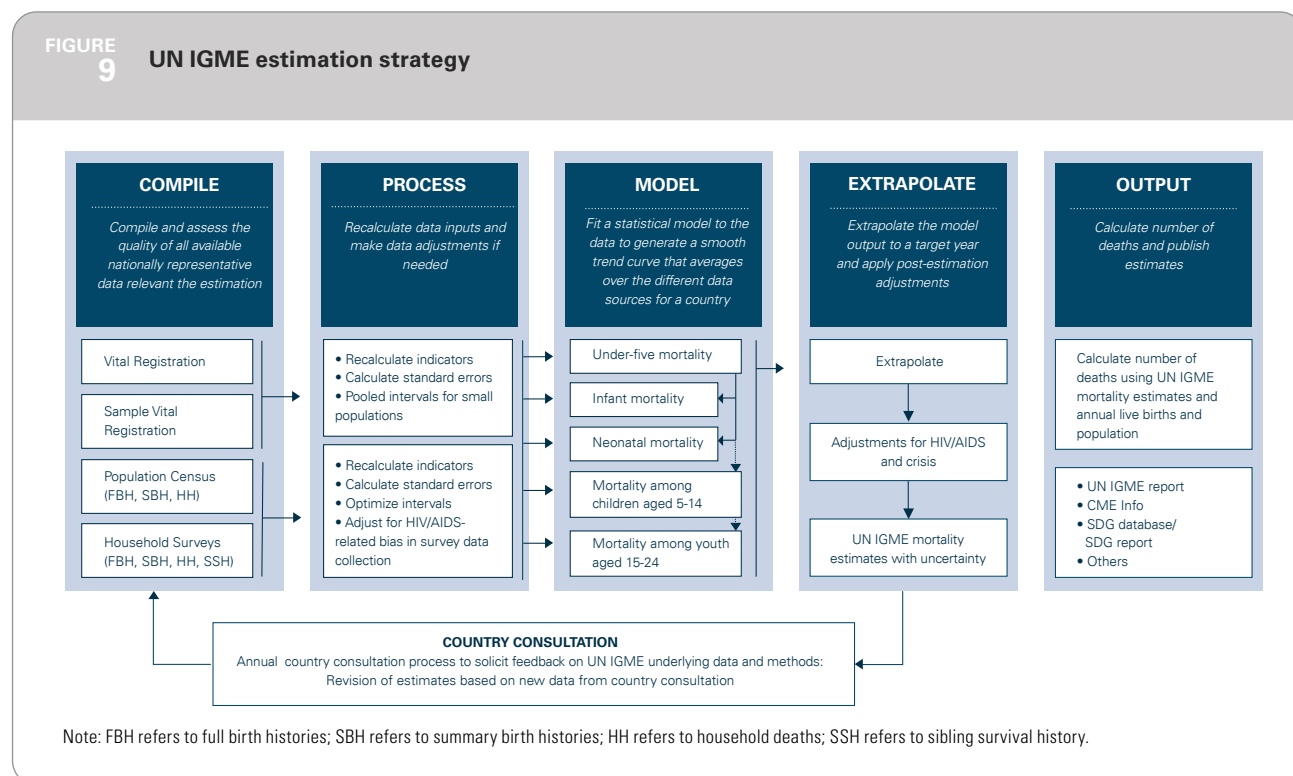 FIGURE
9
UN IGME estimation strategy
COMPILE
Compile and assess the
quality of all available
nationally representative
data relevant the estimation
Vital Registration
Sample Vital
Registration
Population Census
(FBH, SBH, HH)
Household Surveys
(FBH, SBH, HH, SSH)
PROCESS
Recalculate data inputs and
make data adjustments if
needed
• Recalculate indicators
• Calculate standard errors
• Pooled intervals for small
populations
• Recalculate indicators
• Calculate standard errors
• Optimize intervals
• Adjust for HIV/AIDS-
related bias in survey data
collection
MODEL
Fit a statistical model to the
data to generate a smooth
trend curve that averages
over the different data
sources for a country
Under-five mortality
Infant mortality
Neonatal mortality
Mortality among
children aged 5-14
Mortality among youth
aged 15-24
EXTRAPOLATE
Extrapolate the model
output to a target year
and apply post-estimation
adjustments
Extrapolate
Adjustments for HIV/AIDS
and crisis
UN IGME mortality
estimates with uncertainty
OUTPUT
Calculate number of
deaths and publish
estimates
Calculate number of
deaths using UN IGME
mortality estimates and
annual live births and
population
• UN IGME report
• CME Info
• SDG database/
SDG report
• Others
COUNTRY CONSULTATION
Annual country consultation process to solicit feedback on UN IGME underlying data and methods:
Revision of estimates based on new data from country consultation
Note: FBH refers to full birth histories; SBH refers to summary birth histories; HH refers to household deaths; SSH refers to sibling survival history.